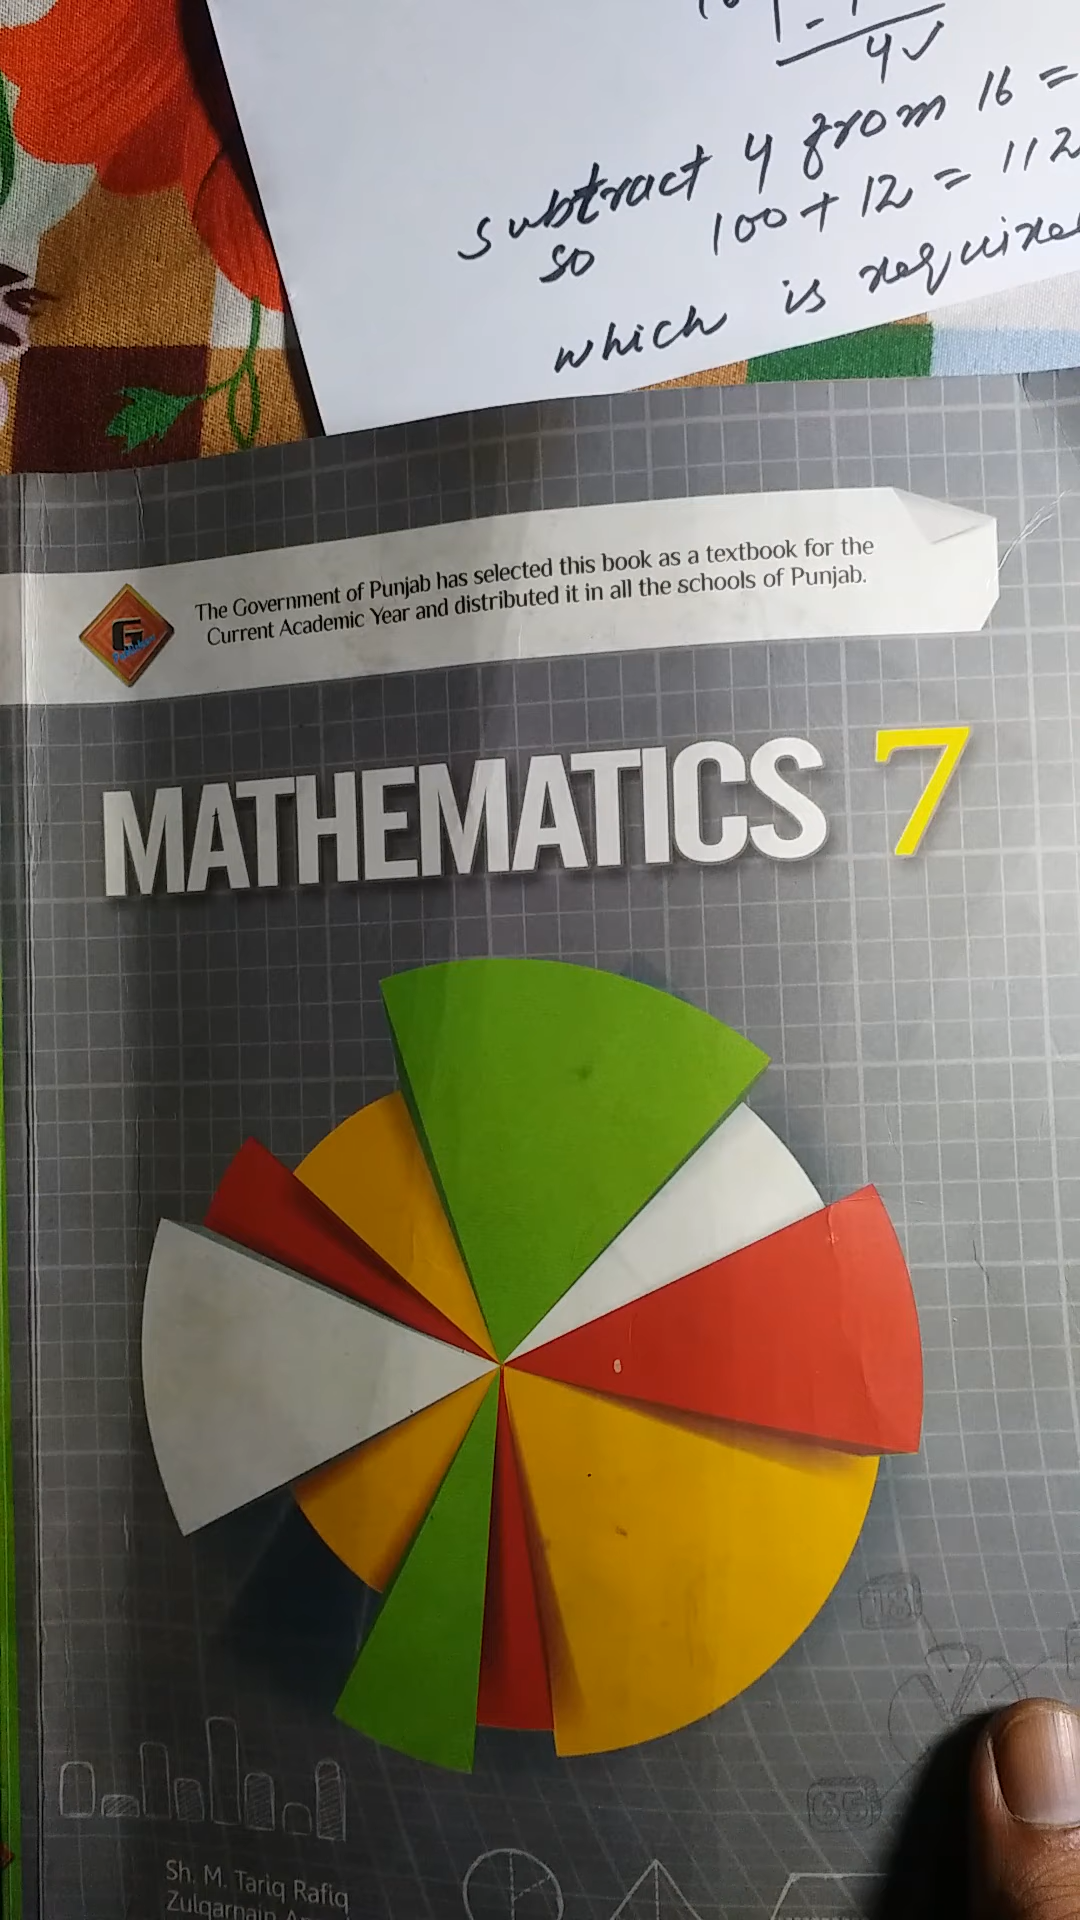 4✓
subtract 4 from 16 =
so 100 + 12 = 112
which is
The Government of Punjab has selected this book as a textbook for the
Current Academic Year and distributed it in all the schools of Punjab.
G
MATHEMATICS 7
Sh. M. Tariq Rafiq
Zulqarnain